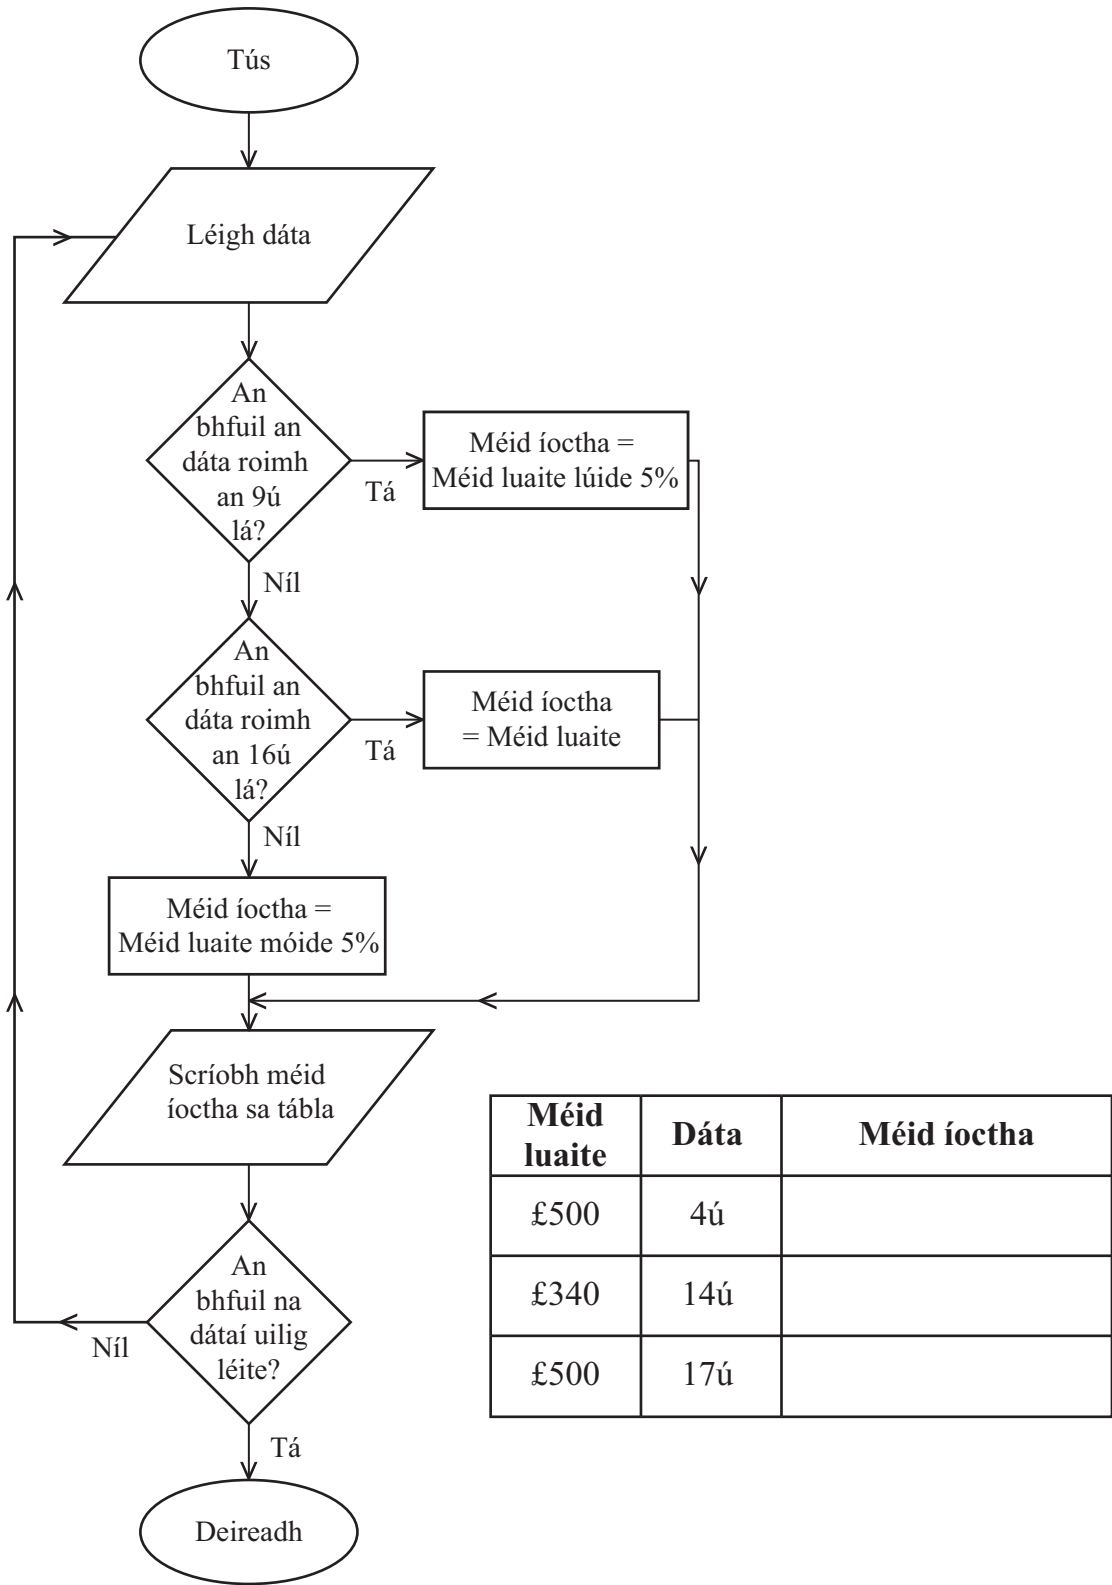 Tús
Léigh dáta
An
bhfuil an
dáta roimh
an 9ú
lá?
Tá
Méid íoctha =
Méid luaite lúide 5%
Níl
An
bhfuil an
dáta roimh
an 16ú
lá?
Tá
Méid íoctha
= Méid luaite
Níl
Méid íoctha =
Méid luaite móide 5%
Scríobh méid
íoctha sa tábla
An
bhfuil na
dátaí uilig
léite?
Níl
Tá
Deireadh
Méid
luaite
Dáta
Méid íoctha
£500 4ú
£340 14ú
£500 17ú